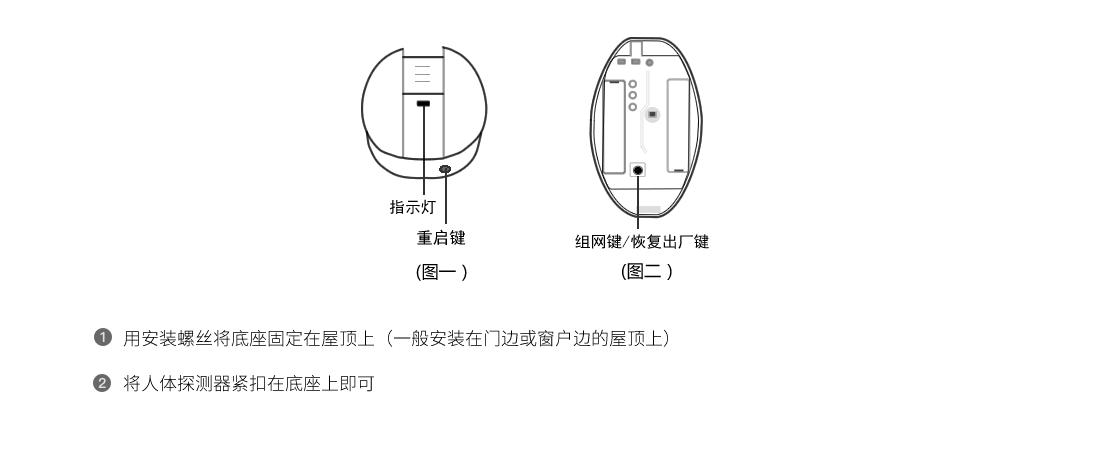 指示灯
重启键
(图一 )
组网键/恢复出厂键
(图二 )
1 用安装螺丝将底座固定在屋顶上（一般安装在门边或窗户边的屋顶上）
2 将人体探测器紧扣在底座上即可